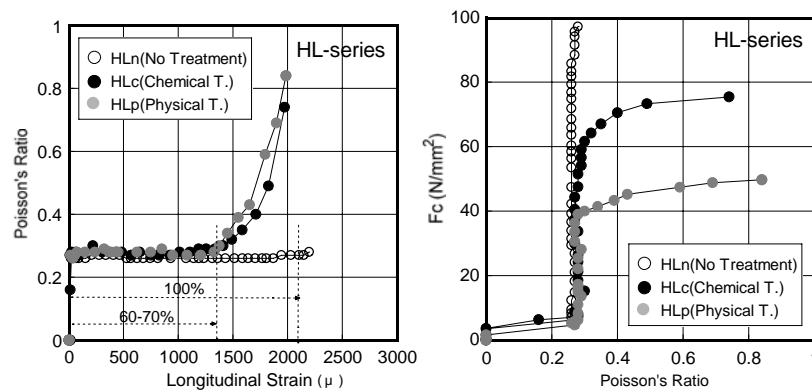 1
0.8
0.6
0.4
0.2
0
Poisson's Ratio
HLn(No Treatment)
HLc(Chemical T.)
HLp(Physical T.)
HL-series
100%
60-70%
0 500 1000 1500 2000 2500 3000
Longitudinal Strain (μ)
100
80
60
40
20
0
Fc (N/mm²)
HL-series
HLn(No Treatment)
HLc(Chemical T.)
HLp(Physical T.)
0 0.2 0.4 0.6 0.8
Poisson's Ratio